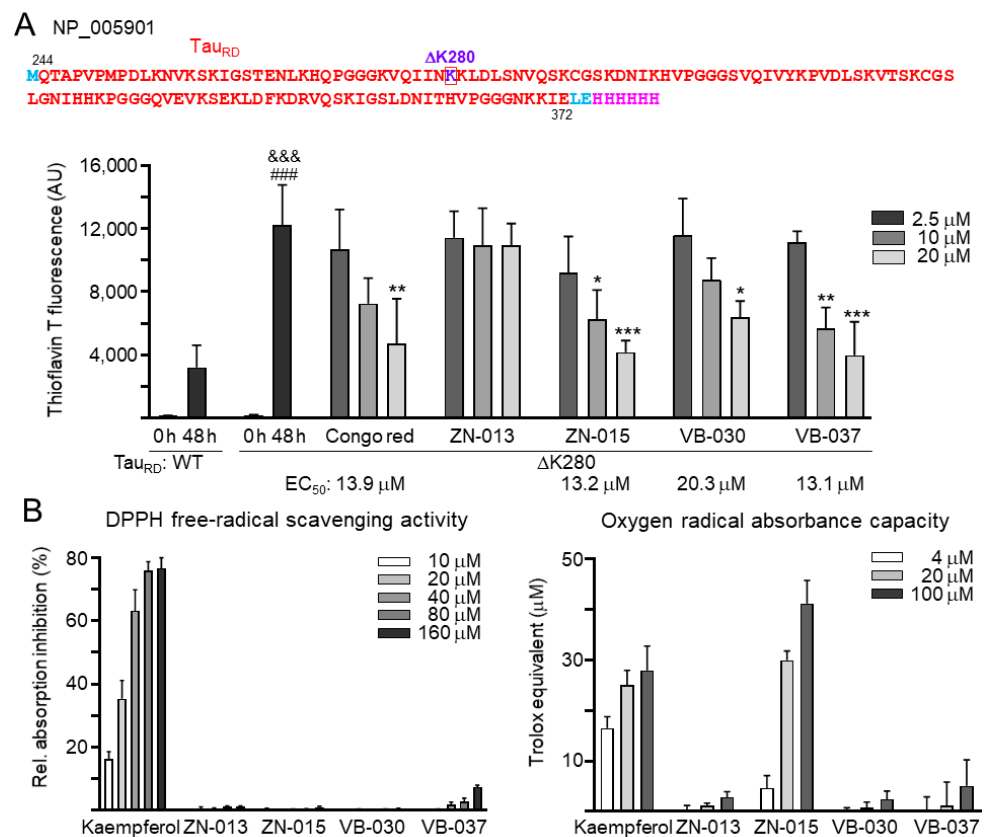 A NP_005901
244 TauRD ΔK280
MQTAPVPMPDLKNVKSKIGSTENLKHQPGGGKVQIINKKLDLSNVQSKCGSKDNIKHVPGGGSVQIVYKPVDLSKVTSKCGS
LGNIHHKPGGGQVEVKSEKLDFKDRVQSKIGSLDNITHVPGGGNKKIELEHHHHHH
372
Thioflavin T fluorescence (AU)
16,000
12,000
8,000
4,000
&&&
###
**
*
***
*
**
***
2.5 μM
10 μM
20 μM
0h 48h 0h 48h Congo red ZN-013 ZN-015 VB-030 VB-037
TauRD: WT ΔK280
EC50: 13.9 μM 13.2 μM 20.3 μM 13.1 μM
B DPPH free-radical scavenging activity
Rel. absorption inhibition (%)
80
60
40
20
10 μM
20 μM
40 μM
80 μM
160 μM
Kaempferol ZN-013 ZN-015 VB-030 VB-037
Oxygen radical absorbance capacity
Trolox equivalent (μM)
50
30
10
4 μM
20 μM
100 μM
Kaempferol ZN-013 ZN-015 VB-030 VB-037